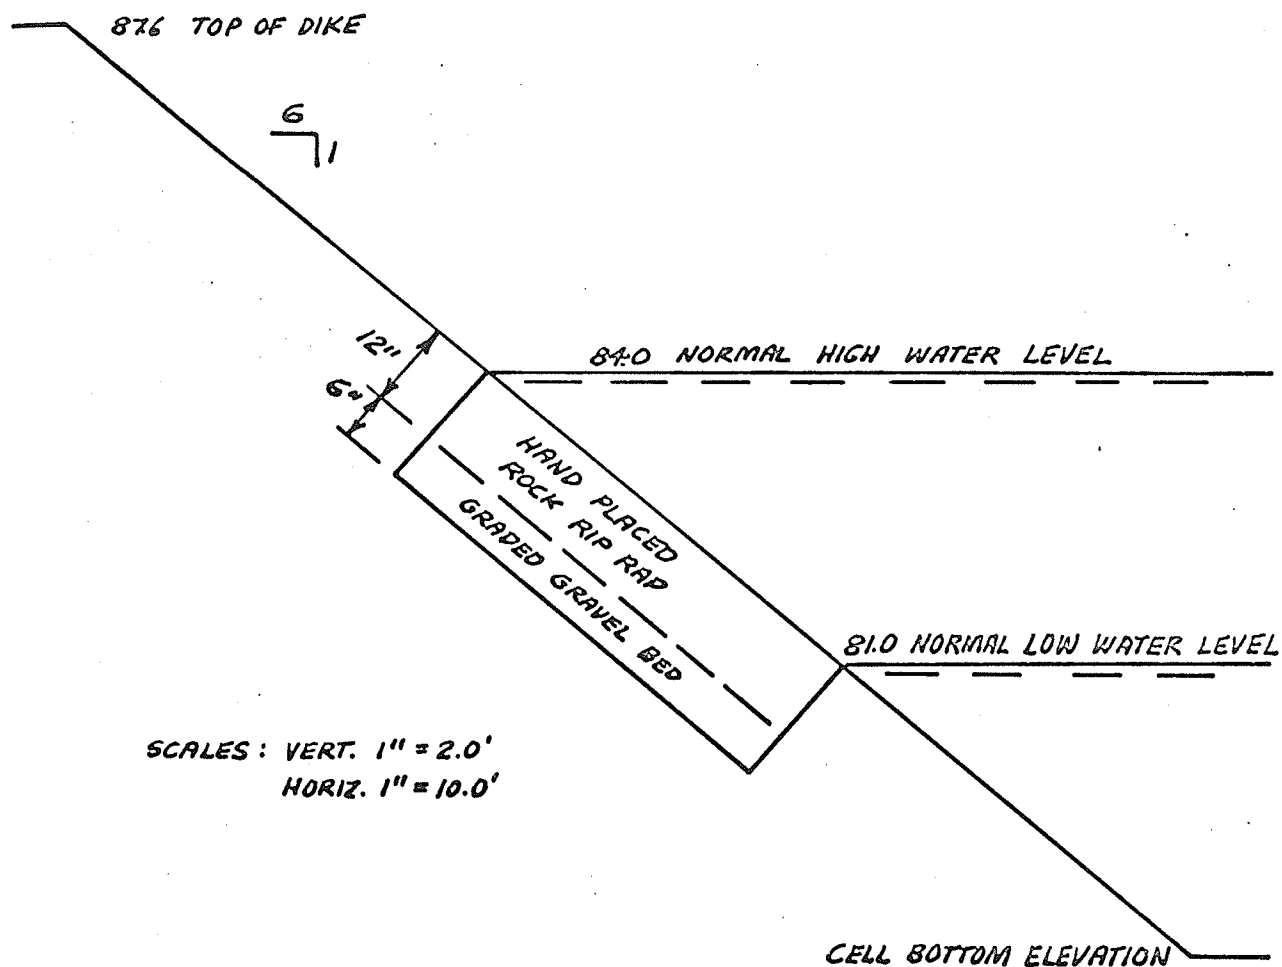 87.6 TOP OF DIKE
6
1
12"
6"
84.0 NORMAL HIGH WATER LEVEL
HAND PLACED
ROCK RIP RAP
GRADED GRAVEL BED
81.0 NORMAL LOW WATER LEVEL
SCALES: VERT. 1" = 2.0'
HORIZ. 1" = 10.0'
CELL BOTTOM ELEVATION